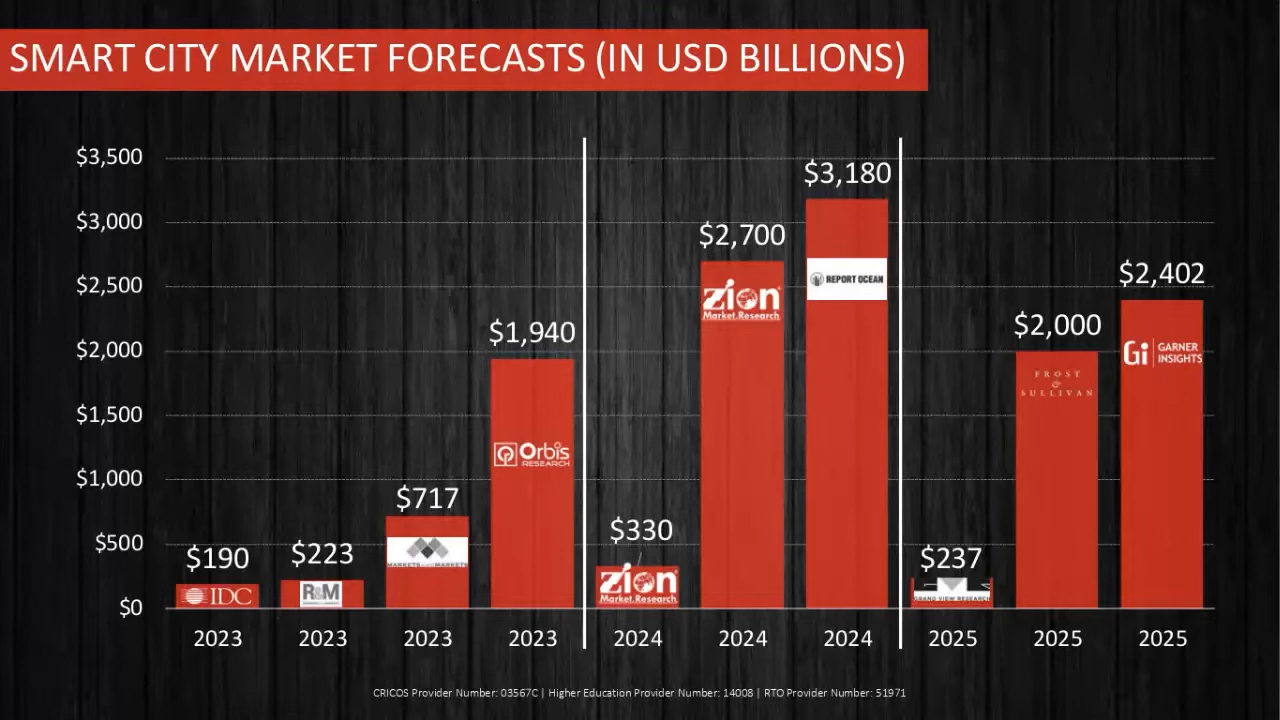 SMART CITY MARKET FORECASTS (IN USD BILLIONS)
$3,500
$3,000
$2,500
$2,000
$1,500
$1,000
$500
$0
$190
IDC
2023
$223
R&M
2023
$717
MARKETSANDMARKETS
2023
$1,940
Orbis
RESEARCH
2023
$330
zion
Market.Research
2024
$2,700
zion
Market.Research
2024
$3,180
REPORT OCEAN
2024
$237
GRAND VIEW RESEARCH
2025
$2,000
FROST
&
SULLIVAN
2025
$2,402
Gi GARNER
INSIGHTS
2025
CRICOS Provider Number: 03567C | Higher Education Provider Number: 14008 | RTO Provider Number: 51971